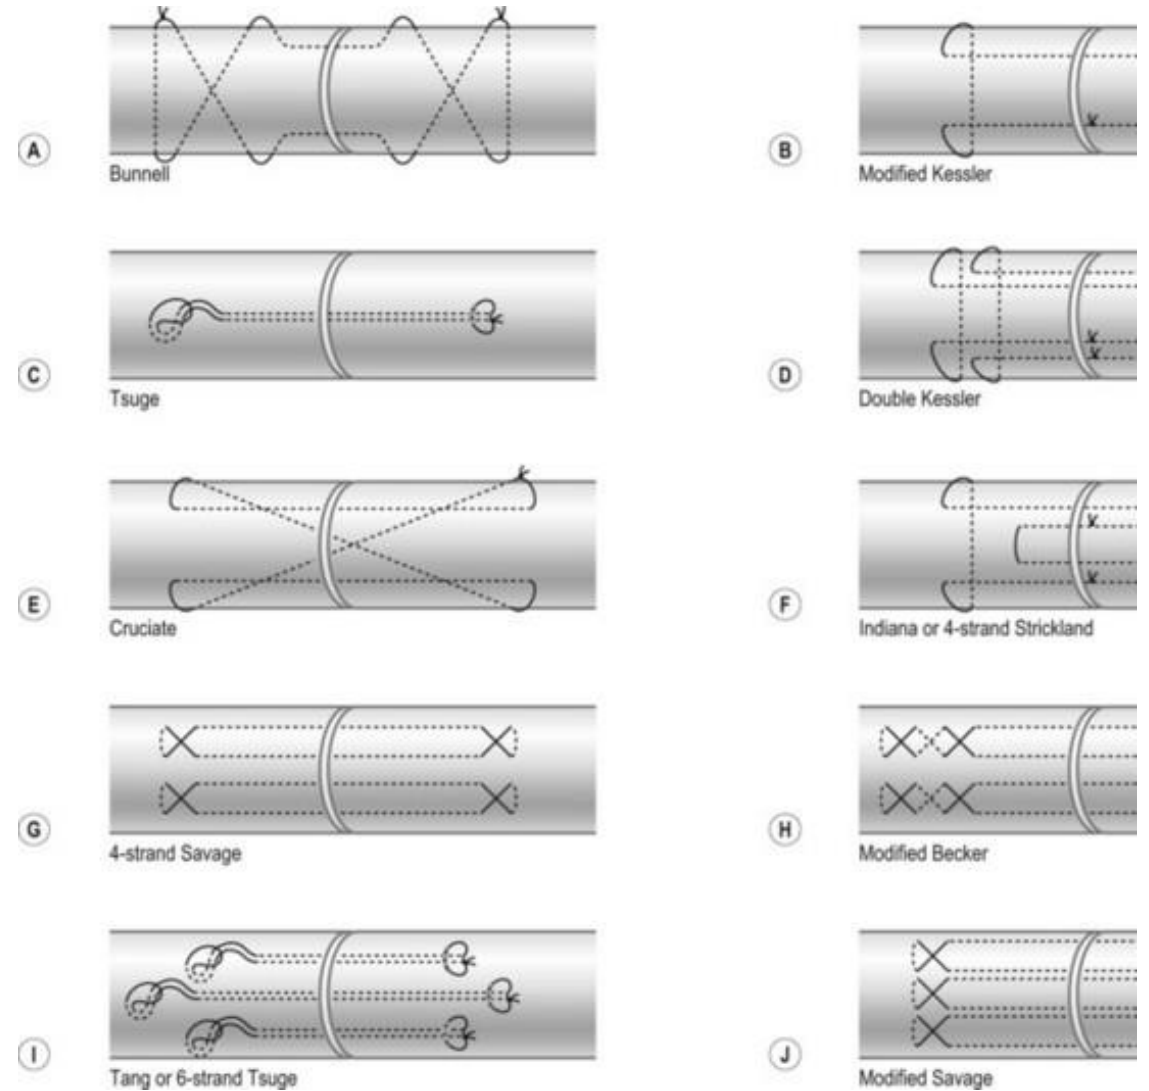 A
Bunnell
B
Modified Kessler
C
Tsuge
D
Double Kessler
E
Cruciate
F
Indiana or 4-strand Strickland
G
4-strand Savage
H
Modified Becker
I
Tang or 6-strand Tsuge
J
Modified Savage